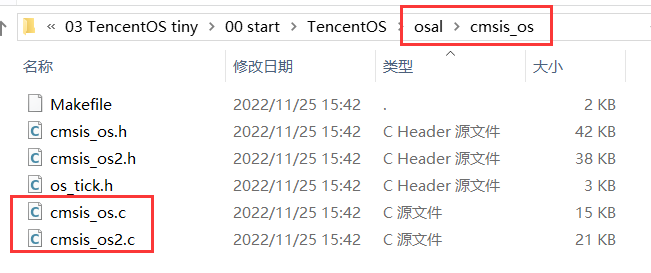 « 03 TencentOS tiny > 00 start > TencentOS > osal > cmsis_os
名称 修改日期 类型 大小
Makefile 2022/11/25 15:42 . 2 KB
cmsis_os.h 2022/11/25 15:42 C Header 源文件 42 KB
cmsis_os2.h 2022/11/25 15:42 C Header 源文件 38 KB
os_tick.h 2022/11/25 15:42 C Header 源文件 3 KB
cmsis_os.c 2022/11/25 15:42 C 源文件 15 KB
cmsis_os2.c 2022/11/25 15:42 C 源文件 21 KB